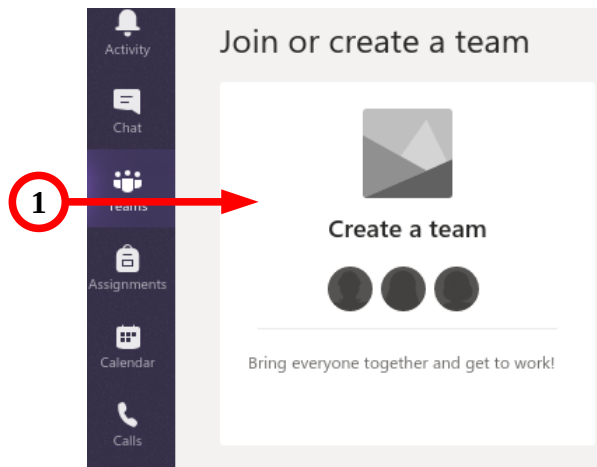 Activity
Chat
1
Teams
Assignments
Calendar
Calls
Join or create a team
Create a team
Bring everyone together and get to work!